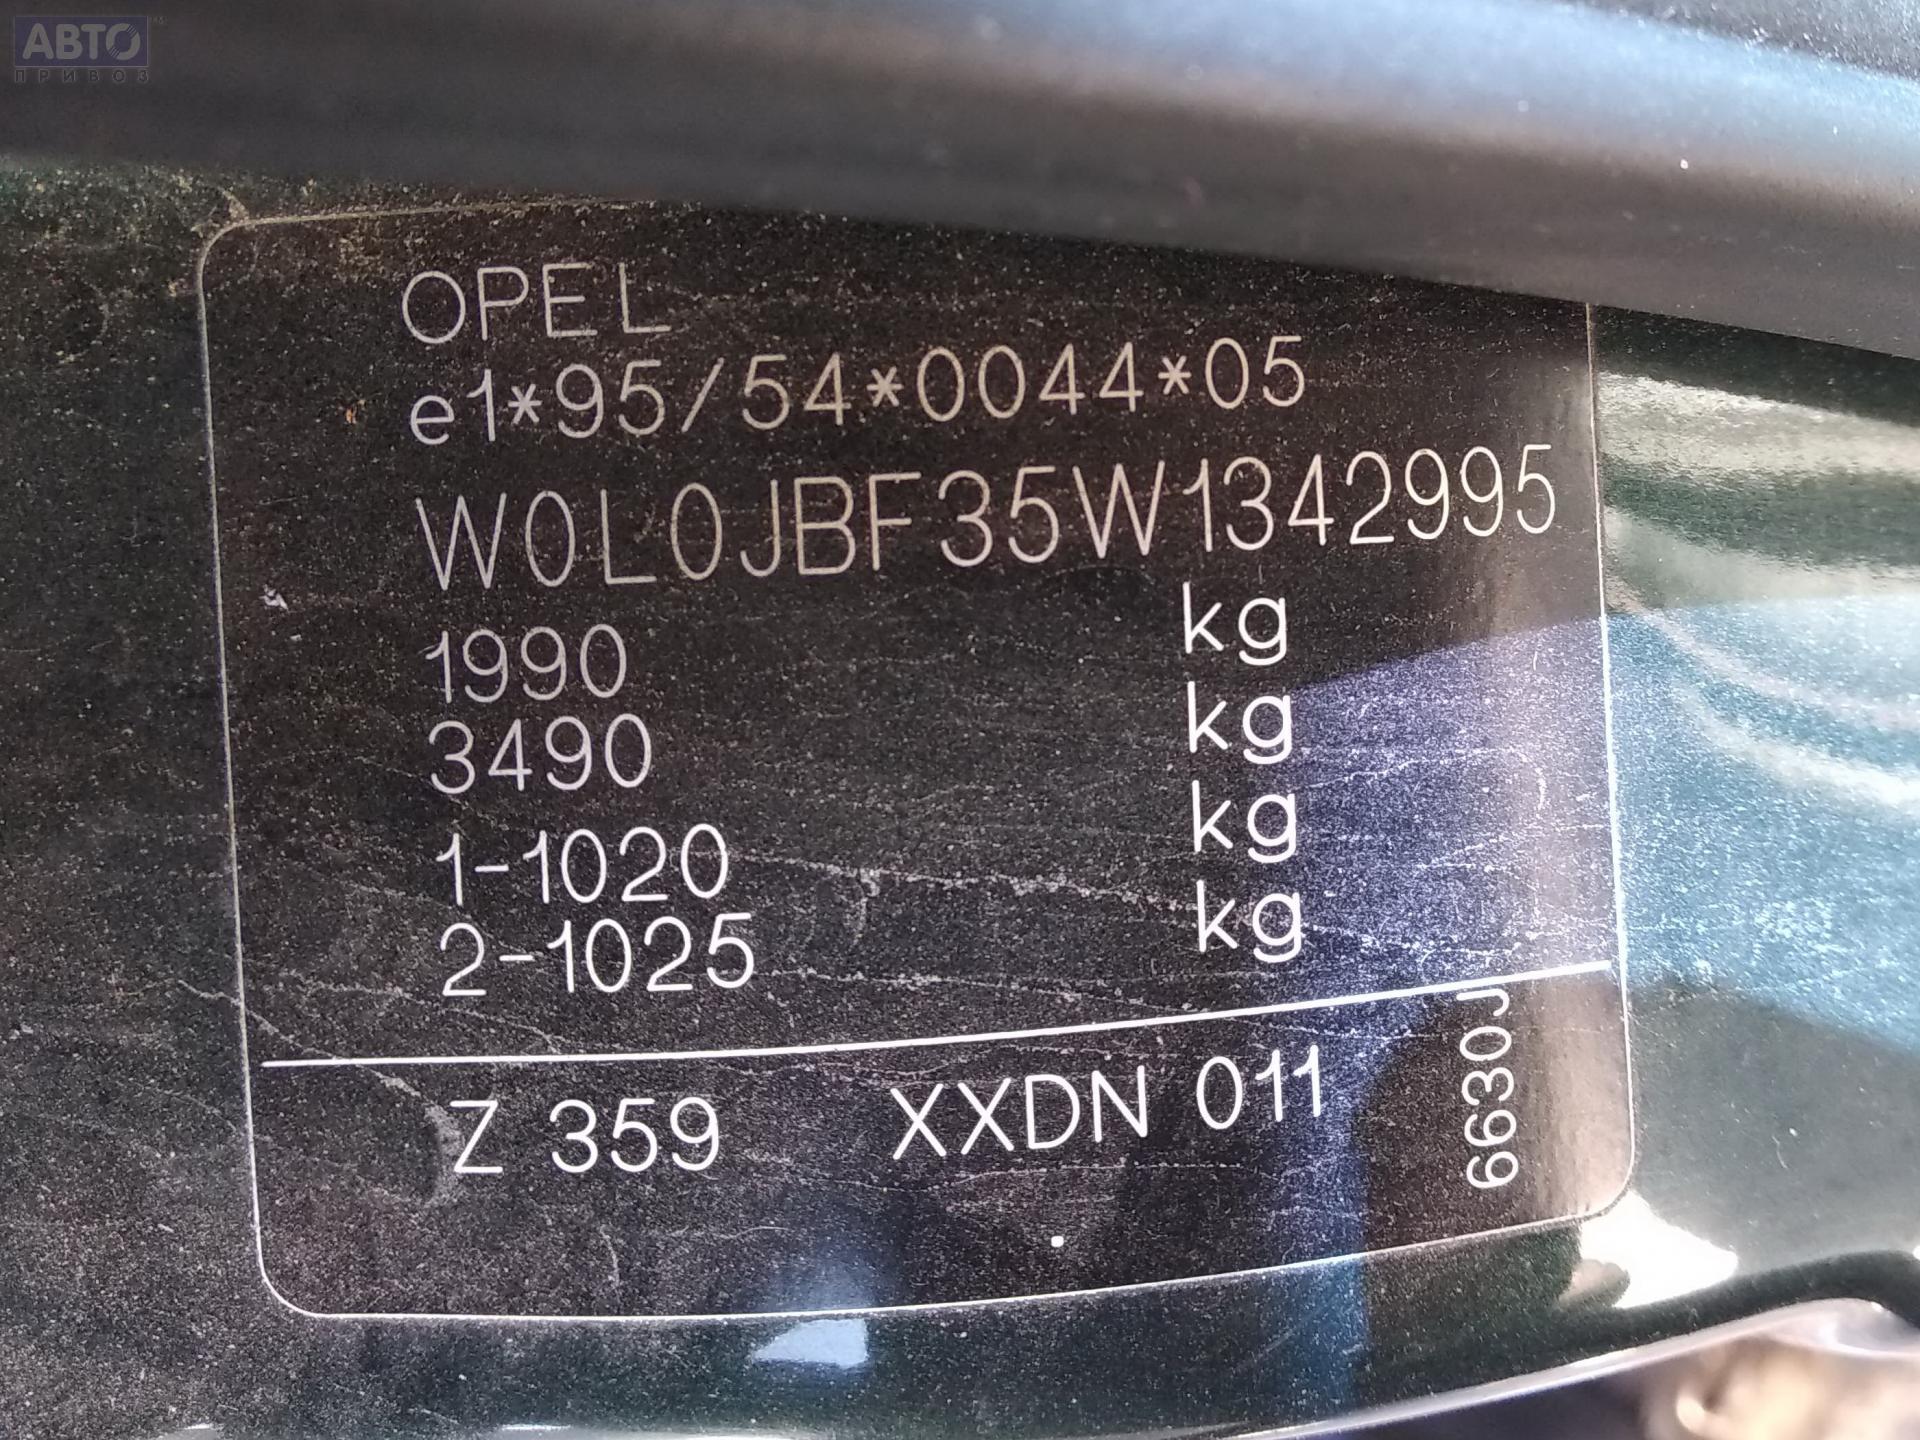 АВТО™
ПРИВОЗ
OPEL
e1*95/54*0044*05
W0L0JBF35W1342995
1990 kg
3490 kg
1-1020 kg
2-1025 kg
Z 359 XXDN 011
6630J